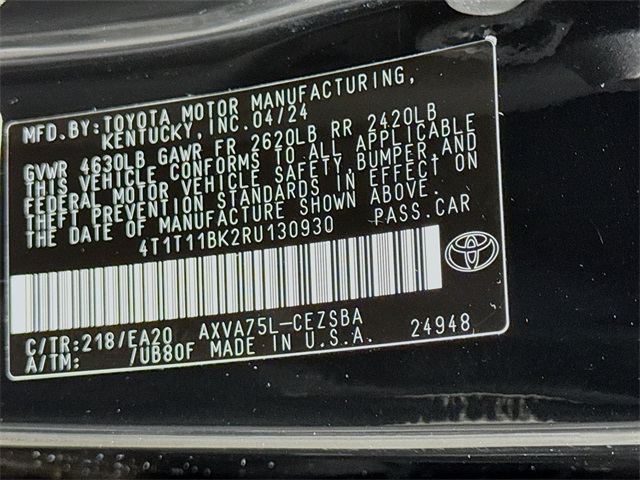 MFD.BY:TOYOTA MOTOR MANUFACTURING,
KENTUCKY, INC. 04/24
GVWR 4630LB GAWR FR 2620LB RR 2420LB
THIS VEHICLE CONFORMS TO ALL APPLICABLE
FEDERAL MOTOR VEHICLE SAFETY, BUMPER AND
THEFT PREVENTION STANDARDS IN EFFECT ON
THE DATE OF MANUFACTURE SHOWN ABOVE.
4T1T11BK2RU130930 PASS.CAR
C/TR:218/EA20 AXVA75L-CEZSBA 24948
A/TM: /UB80F MADE IN U.S.A.